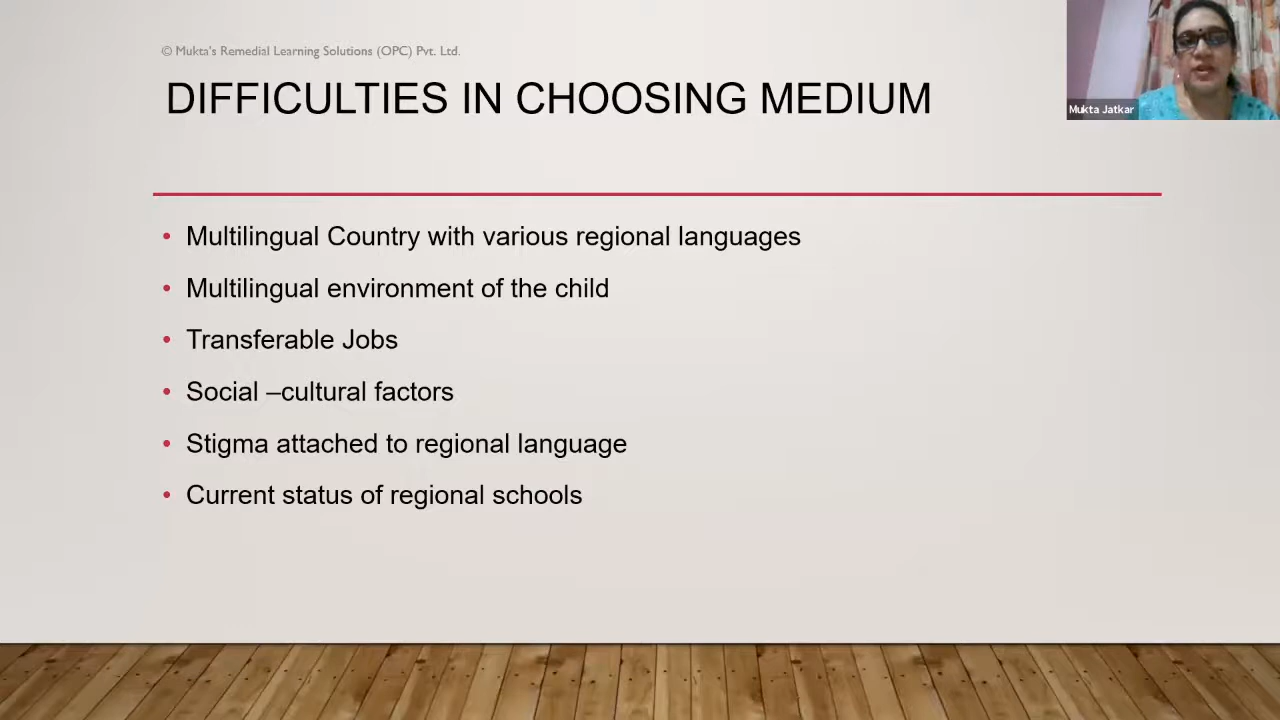 © Mukta's Remedial Learning Solutions (OPC) Pvt. Ltd.
DIFFICULTIES IN CHOOSING MEDIUM
Mukta Jatkar
• Multilingual Country with various regional languages
• Multilingual environment of the child
• Transferable Jobs
• Social –cultural factors
• Stigma attached to regional language
• Current status of regional schools